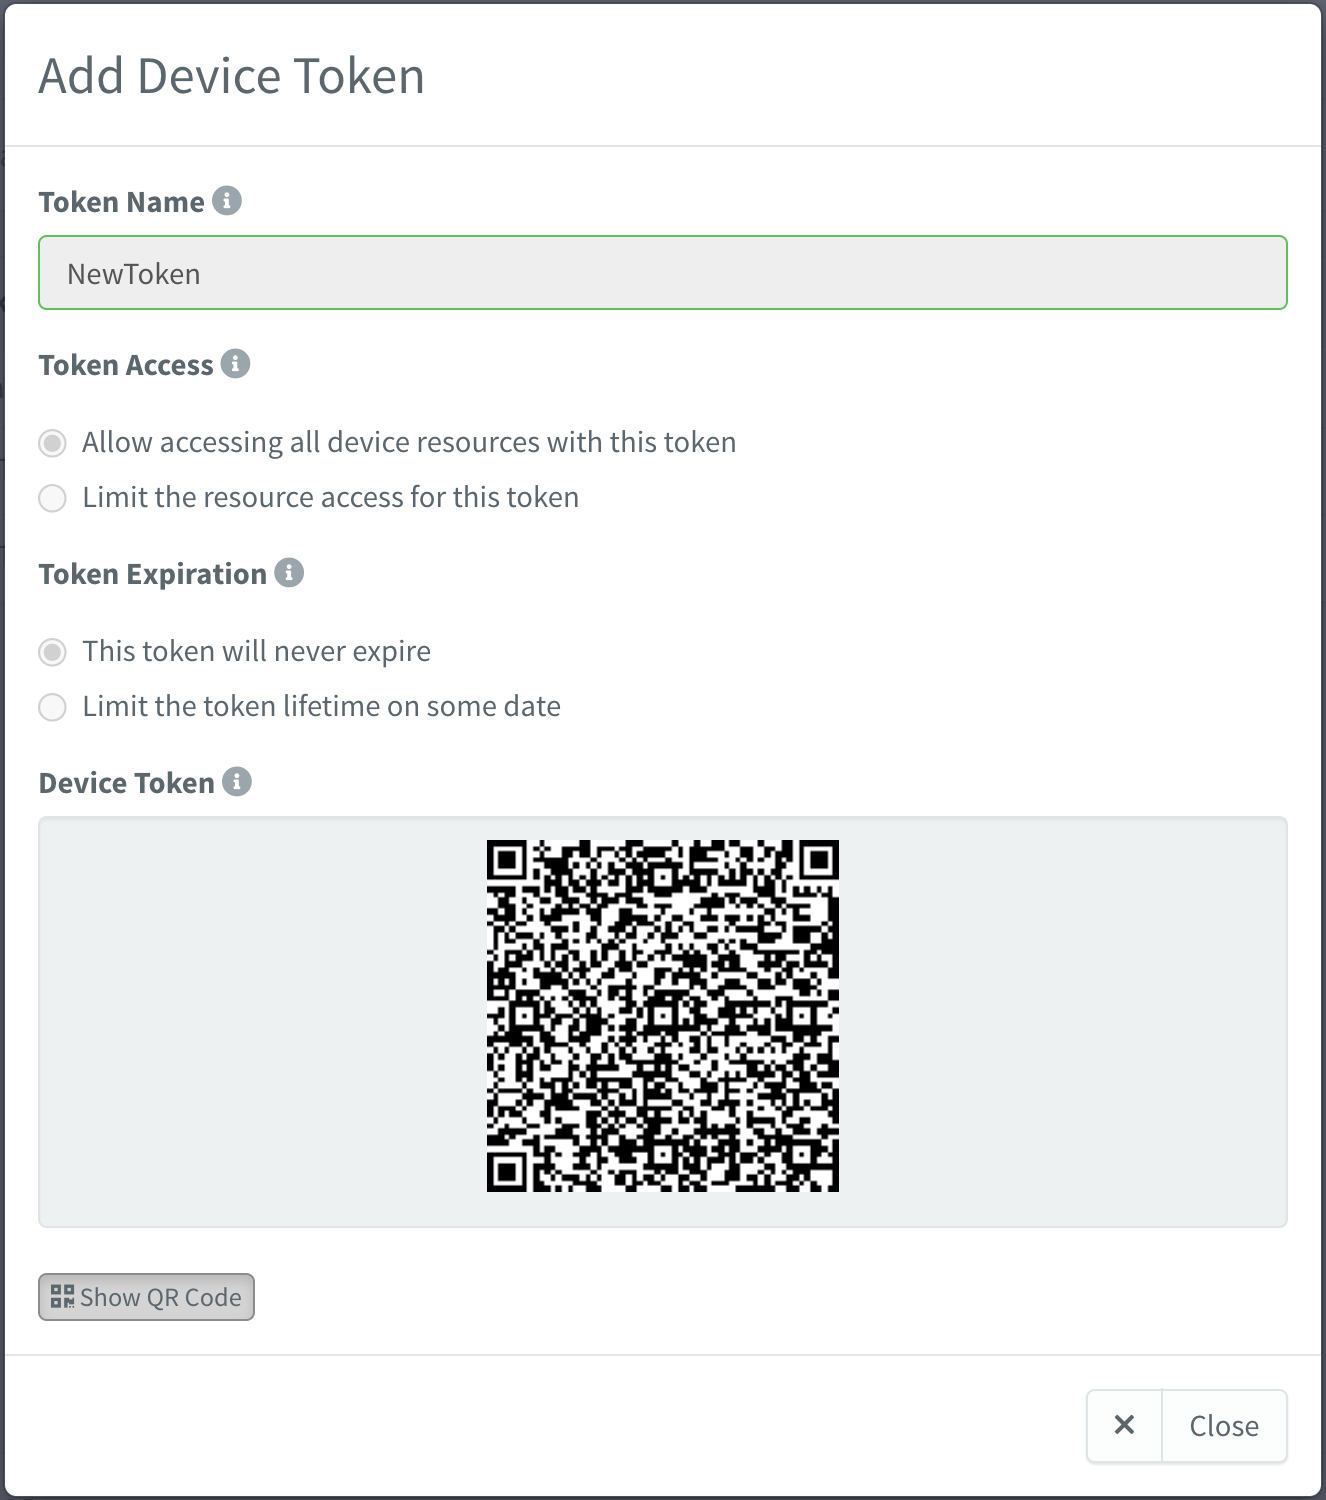 Add Device Token
Token Name
NewToken
Token Access
Allow accessing all device resources with this token
Limit the resource access for this token
Token Expiration
This token will never expire
Limit the token lifetime on some date
Device Token
Show QR Code
Close